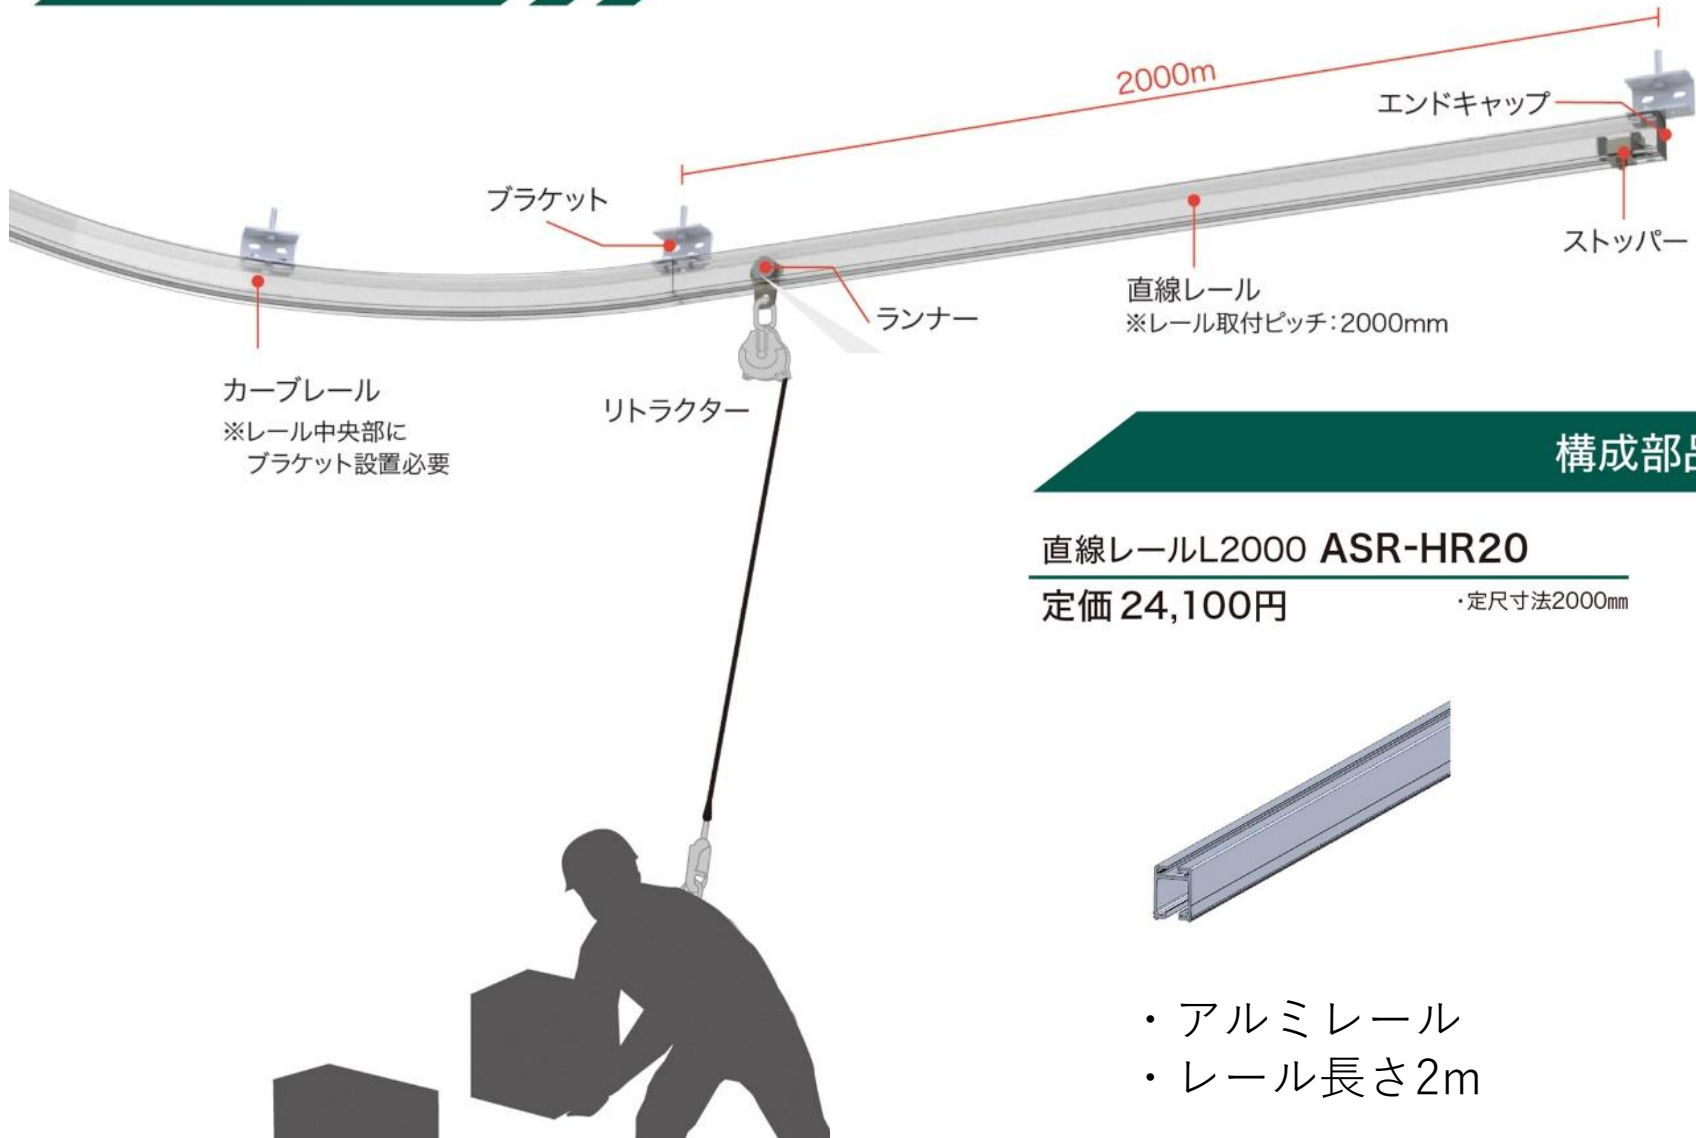 2000m
エンドキャップ
ブラケット
ストッパー
直線レール
※レール取付ピッチ：2000mm
ランナー
カーブレール
※レール中央部に
ブラケット設置必要
リトラクター
構成部品
直線レールL2000 ASR-HR20
定価 24,100円
・定尺寸法2000㎜
・アルミレール
・レール長さ2m